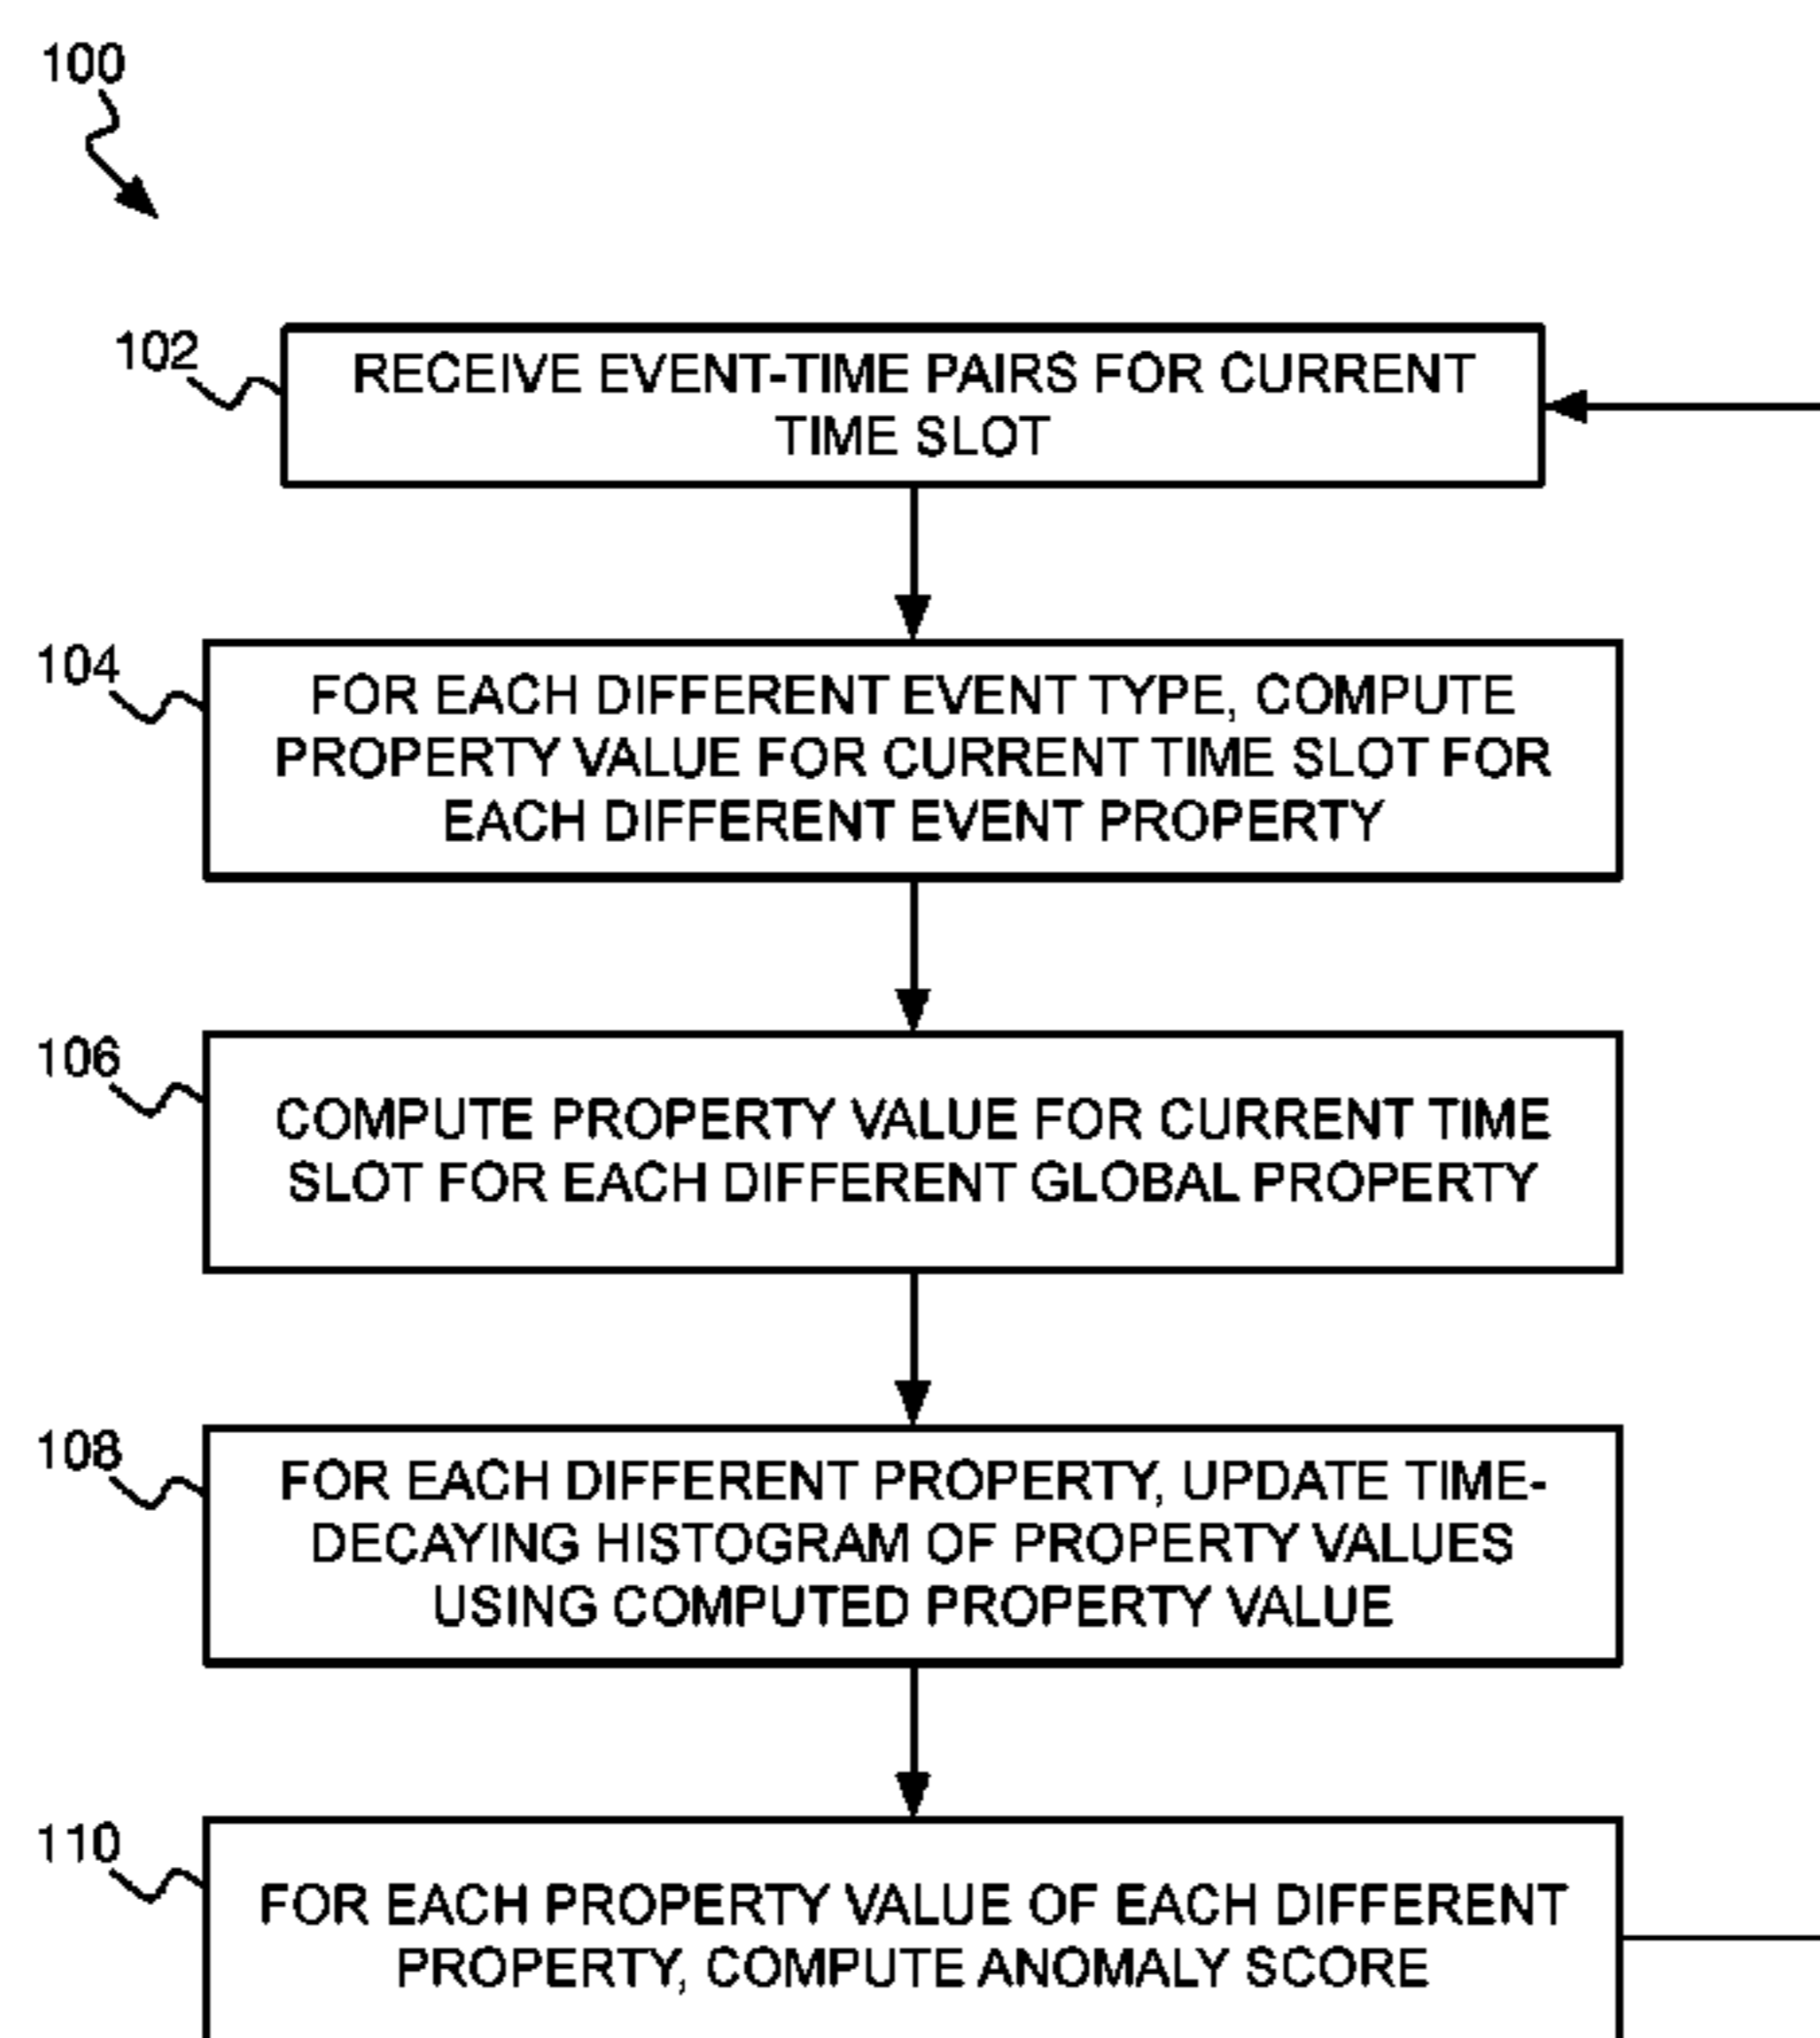 100
102
RECEIVE EVENT-TIME PAIRS FOR CURRENT
TIME SLOT
104
FOR EACH DIFFERENT EVENT TYPE, COMPUTE
PROPERTY VALUE FOR CURRENT TIME SLOT FOR
EACH DIFFERENT EVENT PROPERTY
106
COMPUTE PROPERTY VALUE FOR CURRENT TIME
SLOT FOR EACH DIFFERENT GLOBAL PROPERTY
108
FOR EACH DIFFERENT PROPERTY, UPDATE TIME-
DECAYING HISTOGRAM OF PROPERTY VALUES
USING COMPUTED PROPERTY VALUE
110
FOR EACH PROPERTY VALUE OF EACH DIFFERENT
PROPERTY, COMPUTE ANOMALY SCORE